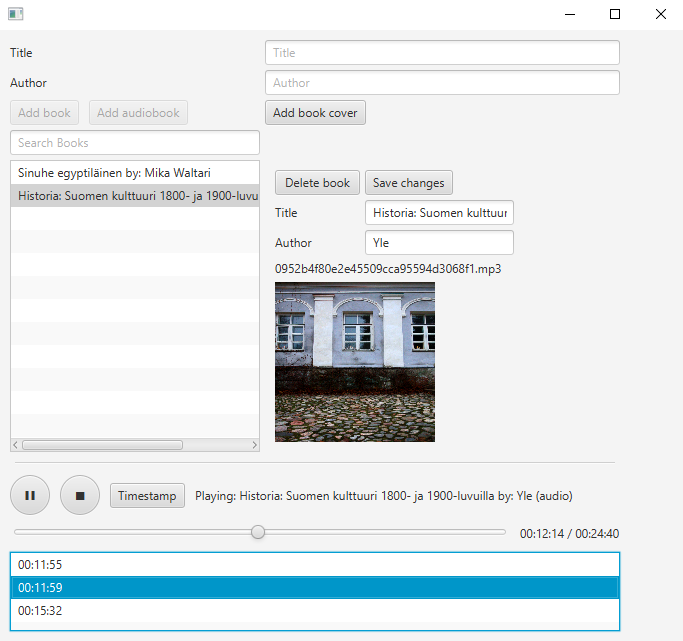 Title
Title
Author
Author
Add book
Add audiobook
Add book cover
Search Books
Sinuhe egyptiläinen by: Mika Waltari
Historia: Suomen kulttuuri 1800- ja 1900-luvu
Delete book
Save changes
Title
Historia: Suomen kulttuur
Author
Yle
0952b4f80e2e45509cca95594d3068f1.mp3
Timestamp
Playing: Historia: Suomen kulttuuri 1800- ja 1900-luvuilla by: Yle (audio)
00:12:14 / 00:24:40
00:11:55
00:11:59
00:15:32